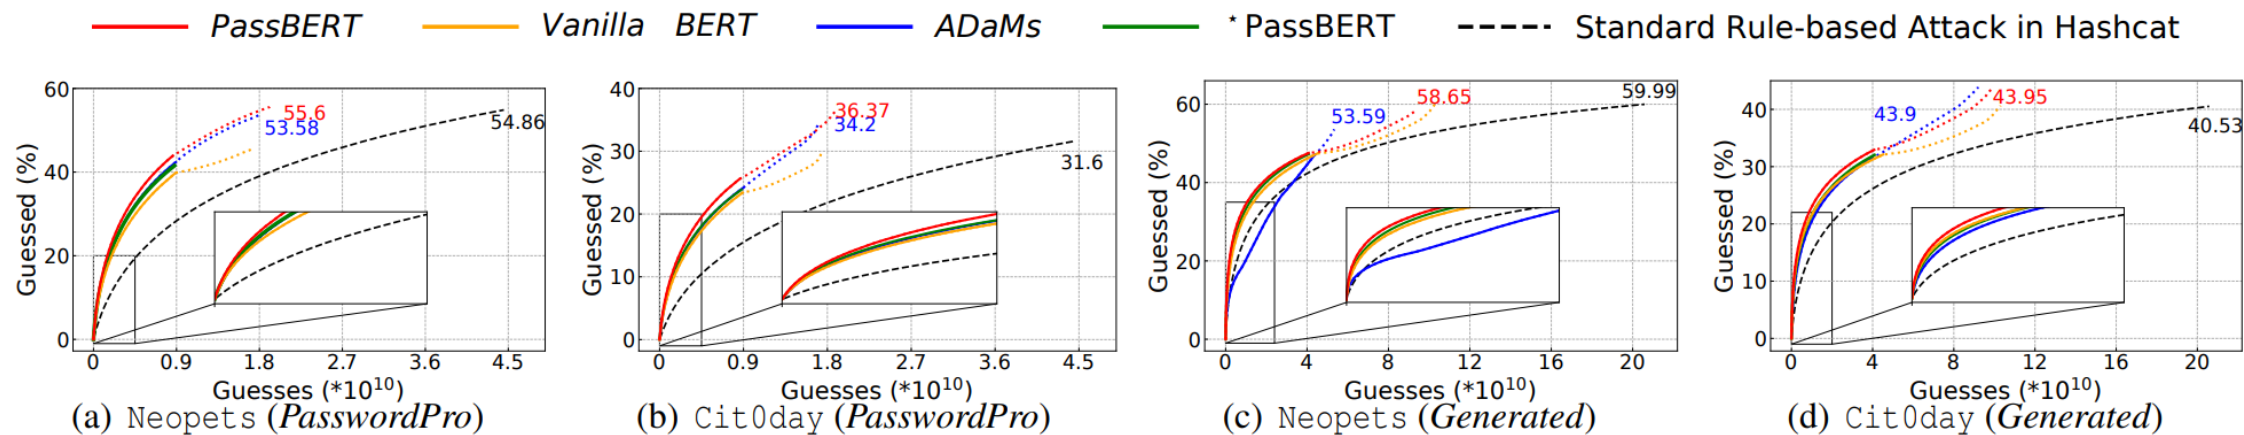 PassBERT Vanilla BERT ADaMs *PassBERT Standard Rule-based Attack in Hashcat
60
40
20
0
Guessed (%)
55.6
53.58
54.86
0 0.9 1.8 2.7 3.6 4.5
Guesses (*10^10)
(a) Neopets (PasswordPro)
40
30
20
10
0
Guessed (%)
36.37
34.2
31.6
0 0.9 1.8 2.7 3.6 4.5
Guesses (*10^10)
(b) Cit0day (PasswordPro)
60
40
20
0
Guessed (%)
59.99
58.65
53.59
0 4 8 12 16 20
Guesses (*10^10)
(c) Neopets (Generated)
40
30
20
10
0
Guessed (%)
43.95
43.9
40.53
0 4 8 12 16 20
Guesses (*10^10)
(d) Cit0day (Generated)